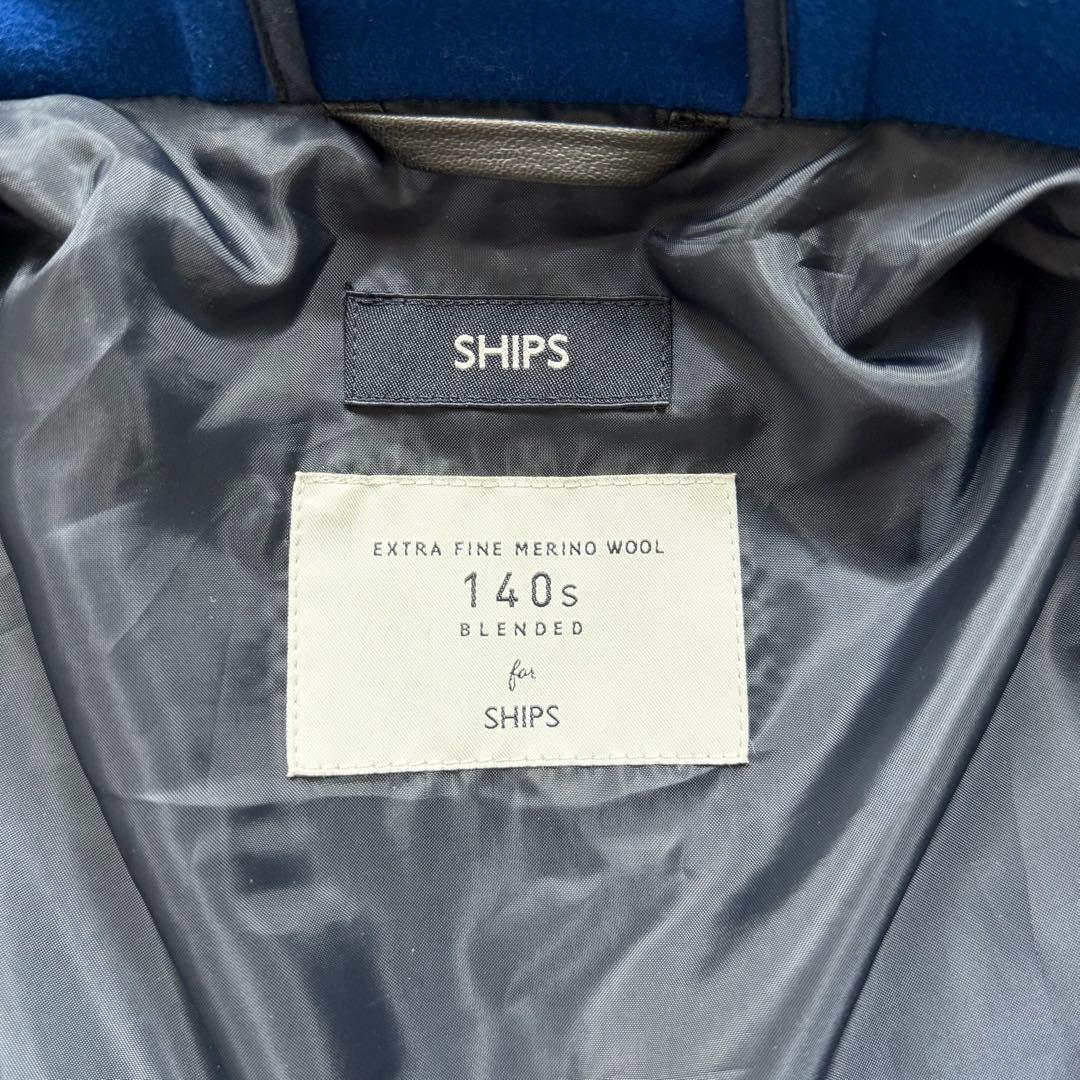 SHIPS
EXTRA FINE MERINO WOOL
140s
BLENDED
for
SHIPS